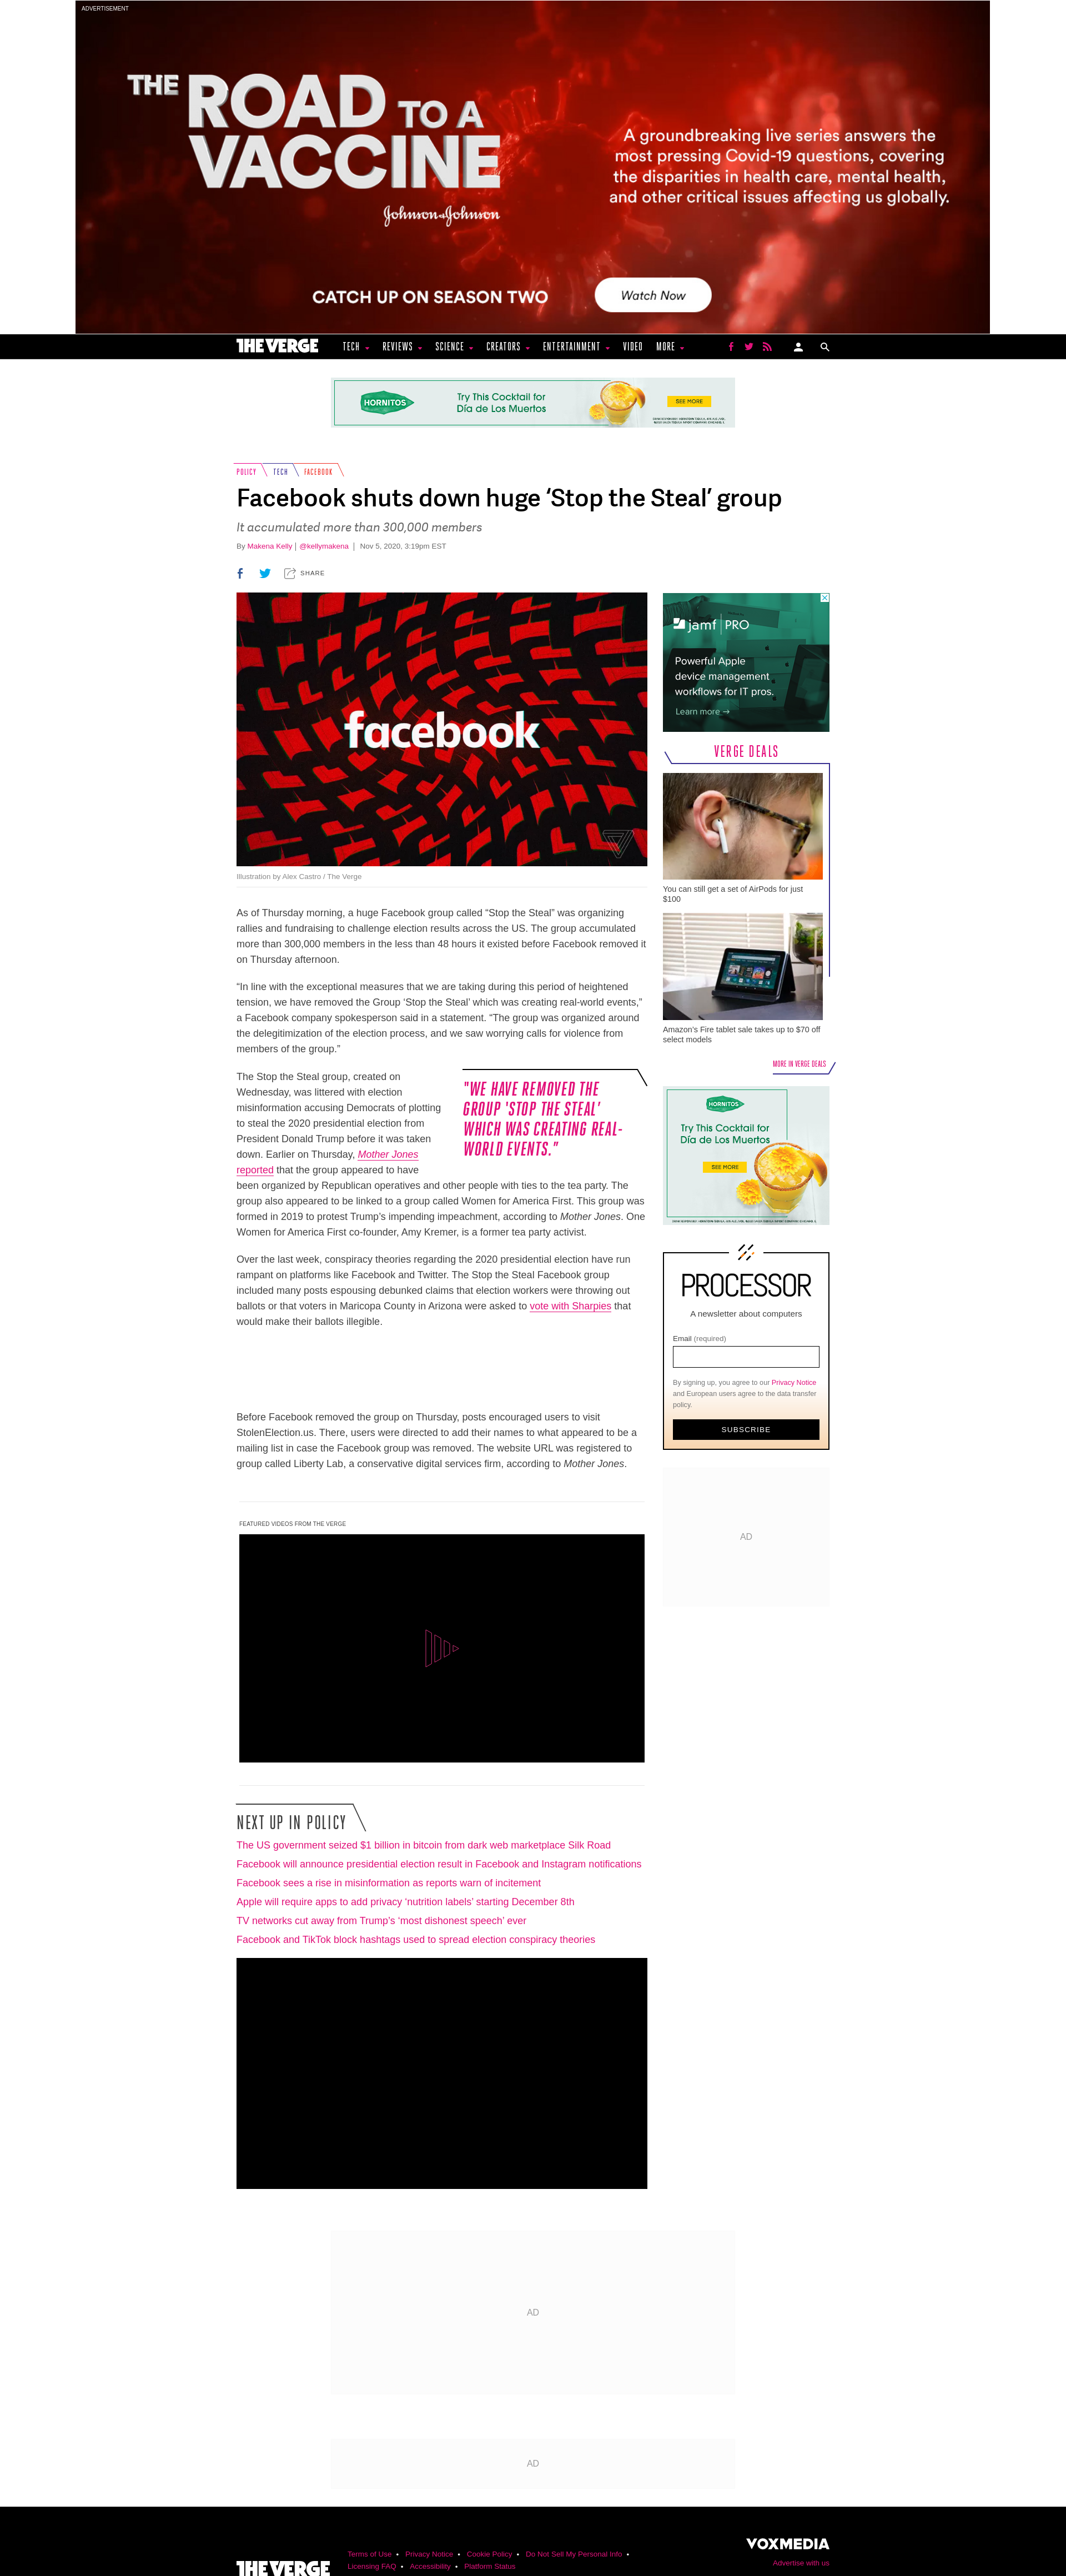 ADVERTISEMENT
THE ROAD TO A
VACCINE
Johnson & Johnson
A groundbreaking live series answers the
most pressing Covid-19 questions, covering
the disparities in health care, mental health,
and other critical issues affecting us globally.
CATCH UP ON SEASON TWO
Watch Now
THE VERGE
TECH
REVIEWS
SCIENCE
CREATORS
ENTERTAINMENT
VIDEO
MORE
HORNITOS
Try This Cocktail for
Día de Los Muertos
SEE MORE
POLICY
TECH
FACEBOOK
Facebook shuts down huge ‘Stop the Steal’ group
It accumulated more than 300,000 members
By Makena Kelly | @kellymakena | Nov 5, 2020, 3:19pm EST
SHARE
facebook
Illustration by Alex Castro / The Verge
As of Thursday morning, a huge Facebook group called “Stop the Steal” was organizing
rallies and fundraising to challenge election results across the US. The group accumulated
more than 300,000 members in the less than 48 hours it existed before Facebook removed it
on Thursday afternoon.
“In line with the exceptional measures that we are taking during this period of heightened
tension, we have removed the Group ‘Stop the Steal’ which was creating real-world events,”
a Facebook company spokesperson said in a statement. “The group was organized around
the delegitimization of the election process, and we saw worrying calls for violence from
members of the group.”
The Stop the Steal group, created on
Wednesday, was littered with election
misinformation accusing Democrats of plotting
to steal the 2020 presidential election from
President Donald Trump before it was taken
down. Earlier on Thursday, Mother Jones
reported that the group appeared to have
been organized by Republican operatives and other people with ties to the tea party. The
group also appeared to be linked to a group called Women for America First. This group was
formed in 2019 to protest Trump’s impending impeachment, according to Mother Jones. One
Women for America First co-founder, Amy Kremer, is a former tea party activist.
"WE HAVE REMOVED THE
GROUP 'STOP THE STEAL'
WHICH WAS CREATING REAL-
WORLD EVENTS.”
Over the last week, conspiracy theories regarding the 2020 presidential election have run
rampant on platforms like Facebook and Twitter. The Stop the Steal Facebook group
included many posts espousing debunked claims that election workers were throwing out
ballots or that voters in Maricopa County in Arizona were asked to vote with Sharpies that
would make their ballots illegible.
Before Facebook removed the group on Thursday, posts encouraged users to visit
StolenElection.us. There, users were directed to add their names to what appeared to be a
mailing list in case the Facebook group was removed. The website URL was registered to
group called Liberty Lab, a conservative digital services firm, according to Mother Jones.
FEATURED VIDEOS FROM THE VERGE
NEXT UP IN POLICY
The US government seized $1 billion in bitcoin from dark web marketplace Silk Road
Facebook will announce presidential election result in Facebook and Instagram notifications
Facebook sees a rise in misinformation as reports warn of incitement
Apple will require apps to add privacy ‘nutrition labels’ starting December 8th
TV networks cut away from Trump’s ‘most dishonest speech’ ever
Facebook and TikTok block hashtags used to spread election conspiracy theories
jamf PRO
Powerful Apple
device management
workflows for IT pros.
Learn more →
VERGE DEALS
You can still get a set of AirPods for just
$100
Amazon’s Fire tablet sale takes up to $70 off
select models
MORE IN VERGE DEALS
HORNITOS
Try This Cocktail for
Día de Los Muertos
SEE MORE
PROCESSOR
A newsletter about computers
Email (required)
By signing up, you agree to our Privacy Notice
and European users agree to the data transfer
policy.
SUBSCRIBE
AD
AD
AD
THE VERGE
Terms of Use • Privacy Notice • Cookie Policy • Do Not Sell My Personal Info •
Licensing FAQ • Accessibility • Platform Status
VOXMEDIA
Advertise with us